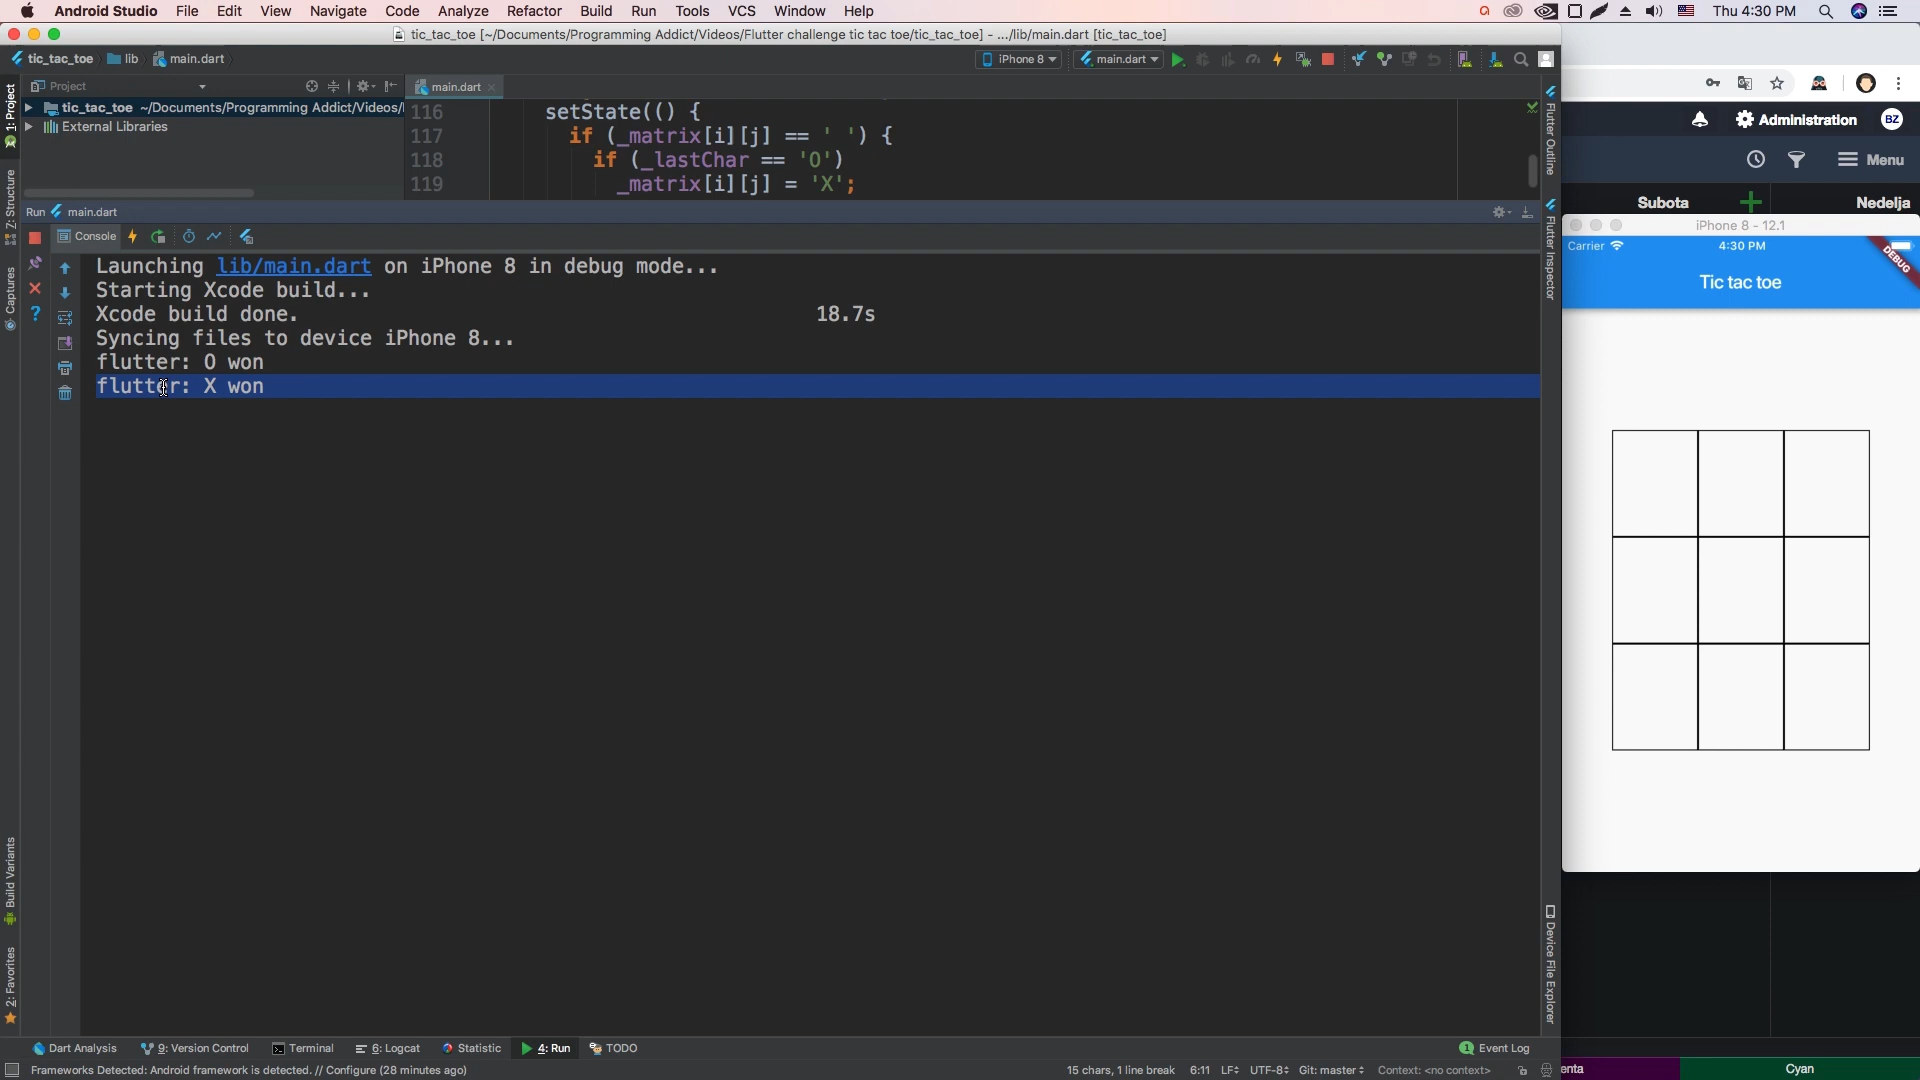 Android Studio File Edit View Navigate Code Analyze Refactor Build Run Tools VCS Window Help Thu 4:30 PM
tic_tac_toe [~/Documents/Programming Addict/Videos/Flutter challenge tic tac toe/tic_tac_toe] - .../lib/main.dart [tic_tac_toe]
tic_tac_toe lib main.dart iPhone 8 main.dart
Project main.dart
tic_tac_toe ~/Documents/Programming Addict/Videos/
External Libraries
116 setState(() {
117 if (_matrix[i][j] == ' ') {
118 if (_lastChar == 'O')
119 _matrix[i][j] = 'X';
Run main.dart
Console
Launching lib/main.dart on iPhone 8 in debug mode...
Starting Xcode build...
Xcode build done. 18.7s
Syncing files to device iPhone 8...
flutter: O won
flutter: X won
1: Project
Z: Structure
Captures
Build Variants
2: Favorites
Flutter Outline
Flutter Inspector
Device File Explorer
Administration BZ
Menu
Subota Nedelja
iPhone 8 - 12.1
Carrier 4:30 PM
DEBUG
Tic tac toe
Dart Analysis 9: Version Control Terminal 6: Logcat Statistic 4: Run TODO 1 Event Log
Frameworks Detected: Android framework is detected. // Configure (28 minutes ago) 15 chars, 1 line break 6:11 LF UTF-8 Git: master Context: <no context>
enta Cyan